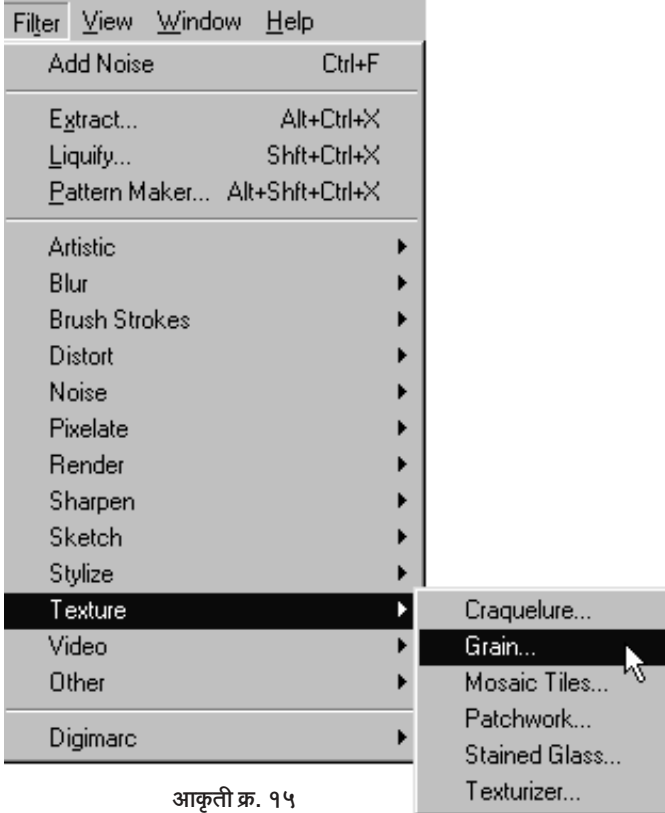 Filter View Window Help
Add Noise Ctrl+F
Extract... Alt+Ctrl+X
Liquify... Shft+Ctrl+X
Pattern Maker... Alt+Shft+Ctrl+X
Artistic
Blur
Brush Strokes
Distort
Noise
Pixelate
Render
Sharpen
Sketch
Stylize
Texture
Video
Other
Digimarc
Craquelure...
Grain...
Mosaic Tiles...
Patchwork...
Stained Glass...
Texturizer...
आकृती क्र. १५